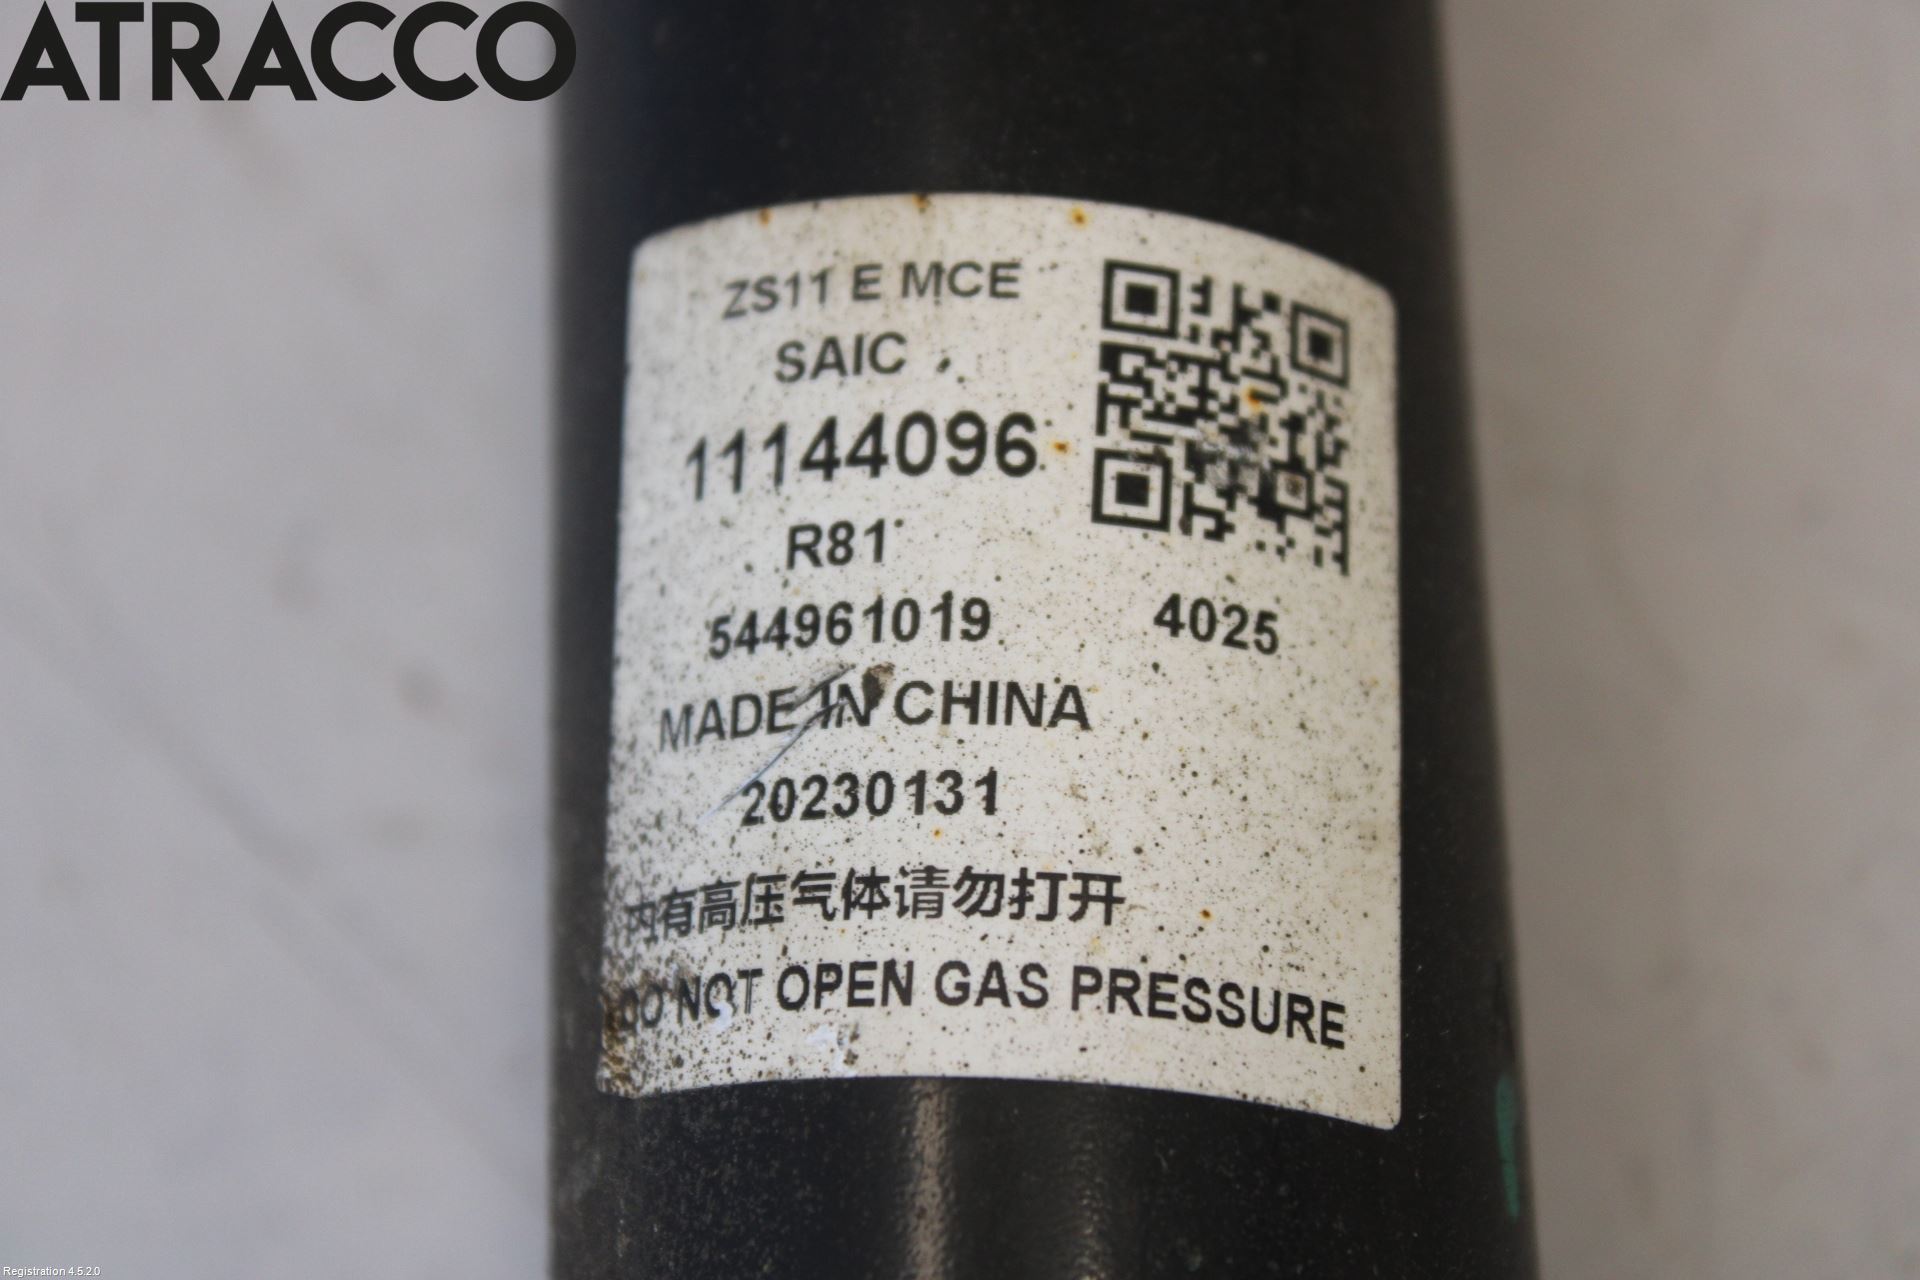 ATRACCO
ZS11 E MCE
SAIC
11144096
R81
544961019 4025
MADE IN CHINA
20230131
内有高压气体请勿打开
DO NOT OPEN GAS PRESSURE
Registration 4.5.2.0